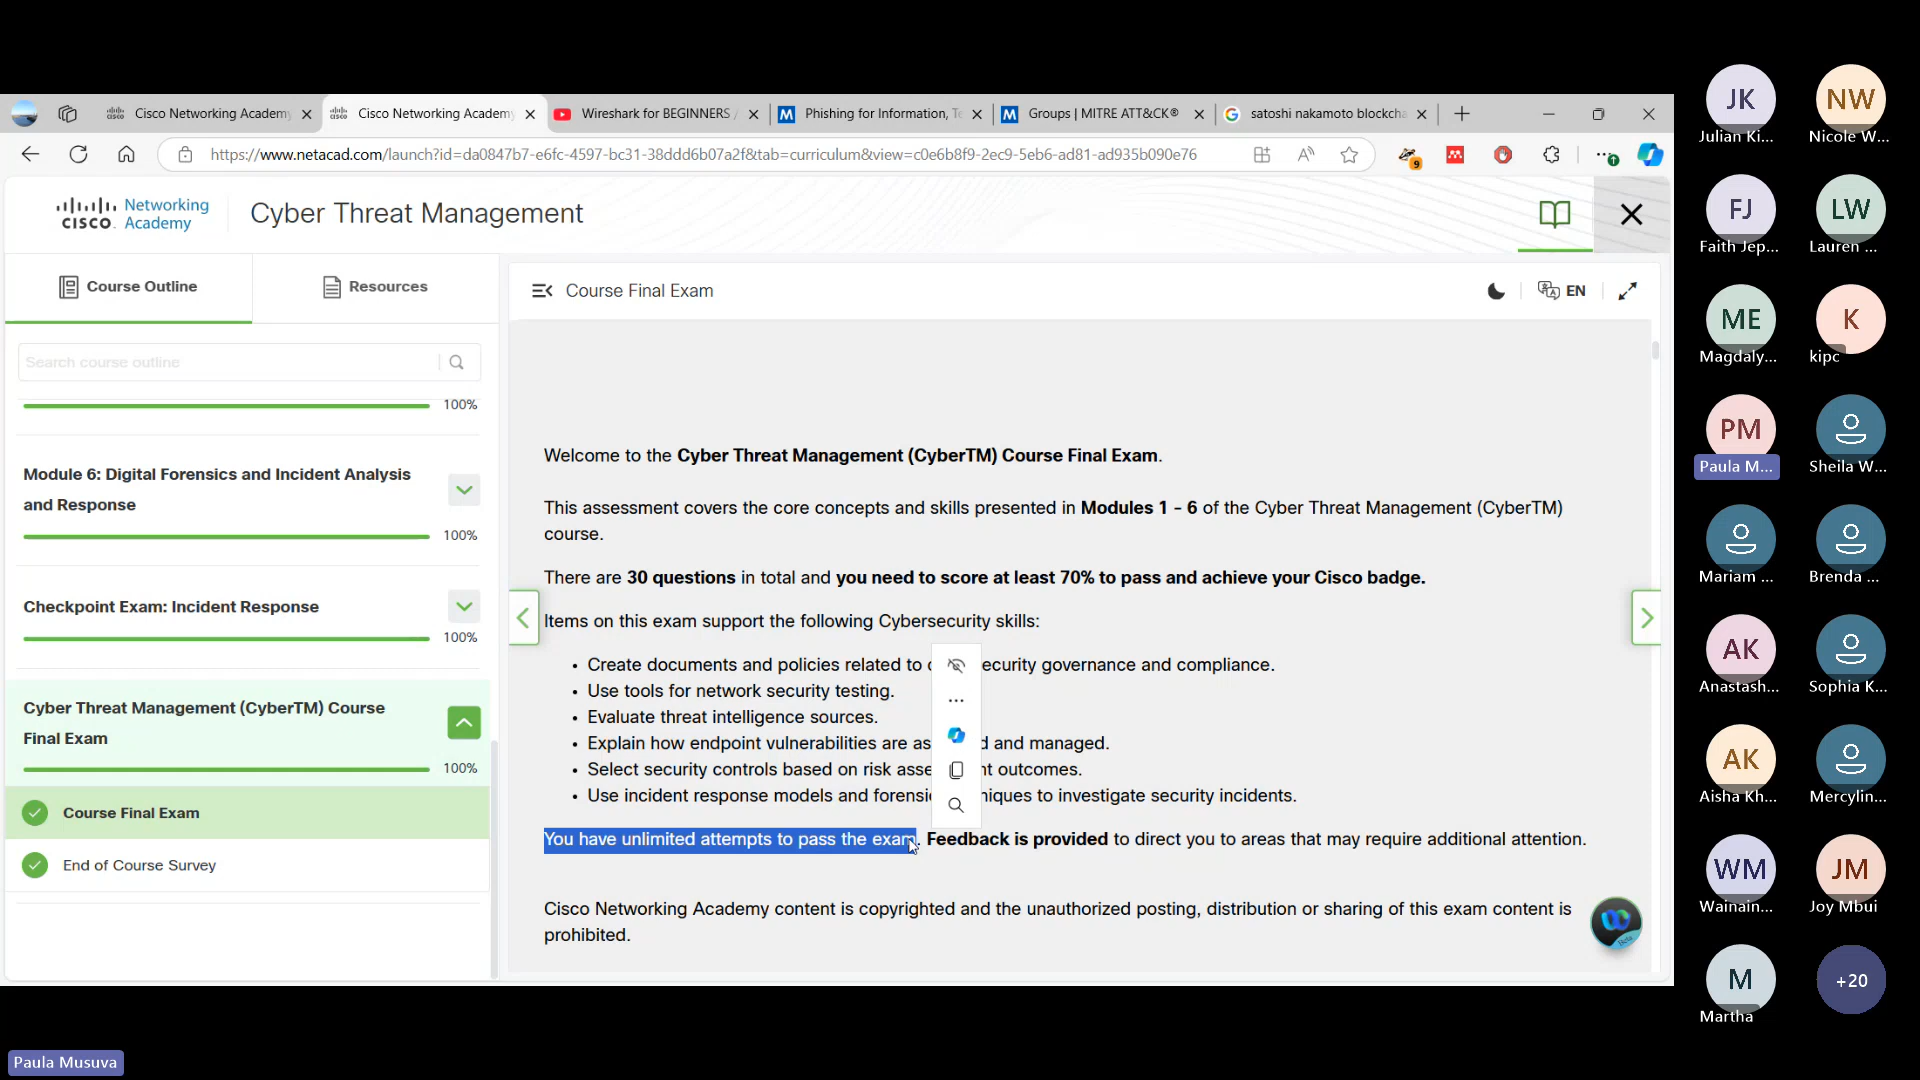 Cisco Networking Academy
Cisco Networking Academy
Wireshark for BEGINNERS /
Phishing for Information, Te
Groups | MITRE ATT&CK®
satoshi nakamoto blockcha
https://www.netacad.com/launch?id=da0847b7-e6fc-4597-bc31-38ddd6b07a2f&tab=curriculum&view=c0e6b8f9-2ec9-5eb6-ad81-ad935b090e76
9
CISCO Networking Academy
Cyber Threat Management
Course Outline
Resources
Search course outline
100%
Module 6: Digital Forensics and Incident Analysis
and Response
100%
Checkpoint Exam: Incident Response
100%
Cyber Threat Management (CyberTM) Course
Final Exam
100%
Course Final Exam
End of Course Survey
Course Final Exam
EN
Welcome to the Cyber Threat Management (CyberTM) Course Final Exam.
This assessment covers the core concepts and skills presented in Modules 1 - 6 of the Cyber Threat Management (CyberTM)
course.
There are 30 questions in total and you need to score at least 70% to pass and achieve your Cisco badge.
Items on this exam support the following Cybersecurity skills:
• Create documents and policies related to c ecurity governance and compliance.
• Use tools for network security testing.
• Evaluate threat intelligence sources.
• Explain how endpoint vulnerabilities are as d and managed.
• Select security controls based on risk asse nt outcomes.
• Use incident response models and forensi niques to investigate security incidents.
You have unlimited attempts to pass the exam. Feedback is provided to direct you to areas that may require additional attention.
Cisco Networking Academy content is copyrighted and the unauthorized posting, distribution or sharing of this exam content is
prohibited.
Beta
JK
Julian Ki...
NW
Nicole W...
FJ
Faith Jep...
LW
Lauren ...
ME
Magdaly...
K
kipc
PM
Paula M...
Sheila W...
Mariam ...
Brenda ...
AK
Anastash...
Sophia K...
AK
Aisha Kh...
Mercylin...
WM
Wainain...
JM
Joy Mbui
M
Martha
+20
Paula Musuva